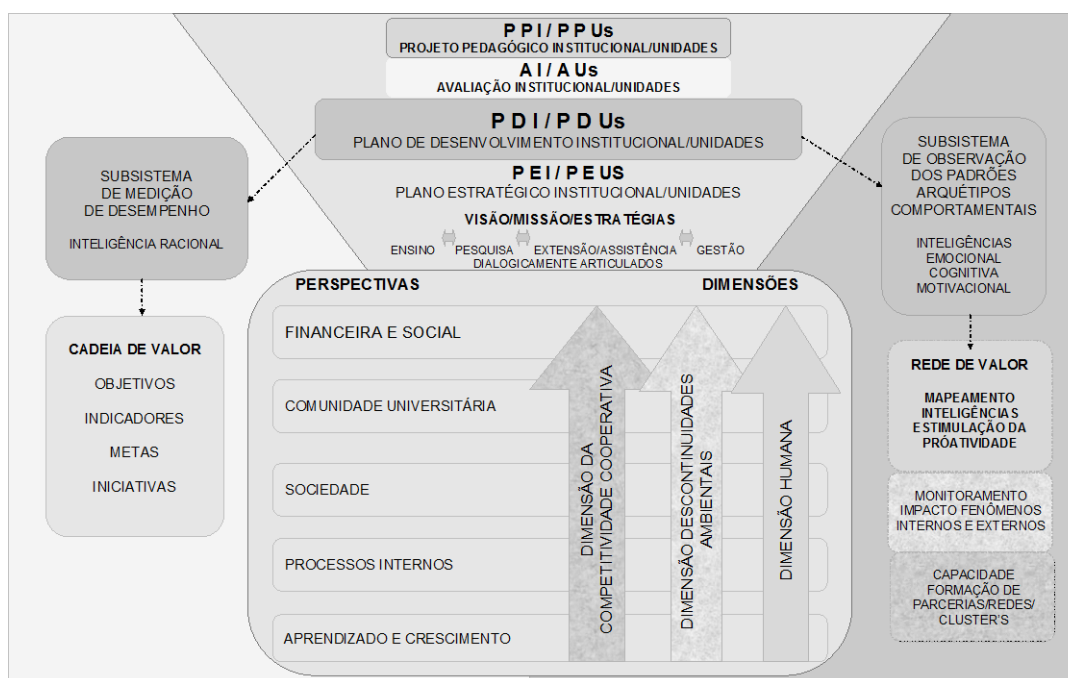 P P I / P P Us
PROJETO PEDAGÓGICO INSTITUCIONAL/UNIDADES
A I / A Us
AVALIAÇÃO INSTITUCIONAL/UNIDADES
P D I / P D Us
PLANO DE DESENVOLVIMENTO INSTITUCIONAL/UNIDADES
P E I / P E US
PLANO ESTRATÉGICO INSTITUCIONAL/UNIDADES
VISÃO/MISSÃO/ESTRATÉGIAS
ENSINO PESQUISA EXTENSÃO/ASSISTÊNCIA GESTÃO
DIALOGICAMENTE ARTICULADOS
SUBSISTEMA
DE MEDIÇÃO
DE DESEMPENHO
INTELIGÊNCIA RACIONAL
CADEIA DE VALOR
OBJETIVOS
INDICADORES
METAS
INICIATIVAS
PERSPECTIVAS
DIMENSÕES
FINANCEIRA E SOCIAL
COMUNIDADE UNIVERSITÁRIA
SOCIEDADE
PROCESSOS INTERNOS
APRENDIZADO E CRESCIMENTO
DIMENSÃO DA
COMPETITIVIDADE COOPERATIVA
DIMENSÃO DESCONTINUIDADES
AMBIENTAIS
DIMENSÃO HUMANA
SUBSISTEMA
DE OBSERVAÇÃO
DOS PADRÕES
ARQUÉTIPOS
COMPORTAMENTAIS
INTELIGÊNCIAS
EMOCIONAL
COGNITIVA
MOTIVACIONAL
REDE DE VALOR
MAPEAMENTO
INTELIGÊNCIAS
ESTIMULAÇÃO DA
PRÓATIVIDADE
MONITORAMENTO
IMPACTO FENÔMENOS
INTERNOS E EXTERNOS
CAPACIDADE
FORMAÇÃO DE
PARCERIAS/REDES/
CLUSTER'S